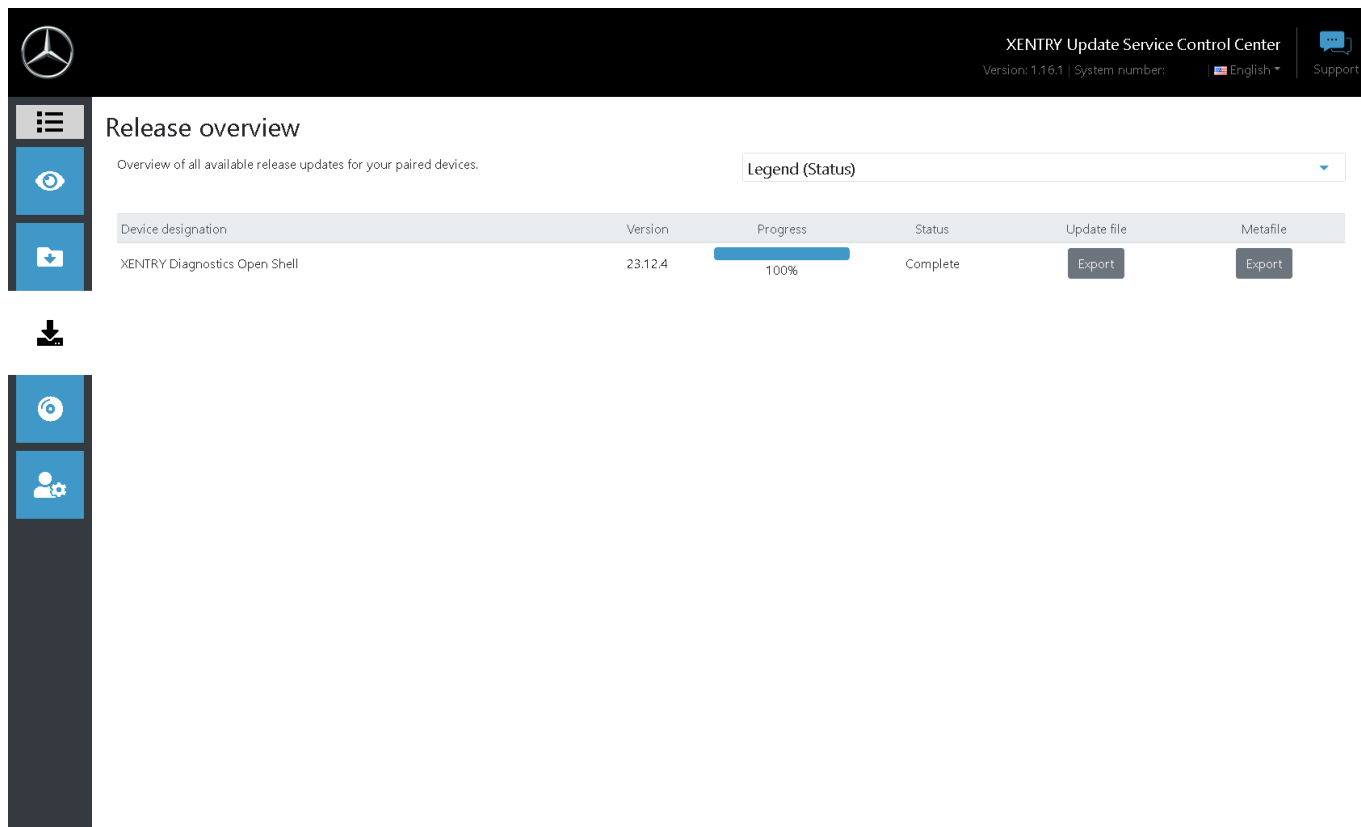 XENTRY Update Service Control Center
Version: 1.16.1 | System number: | English
Support
Release overview
Overview of all available release updates for your paired devices.
Legend (Status)
Device designation Version Progress Status Update file Metafile
XENTRY Diagnostics Open Shell 23.12.4 100% Complete Export Export